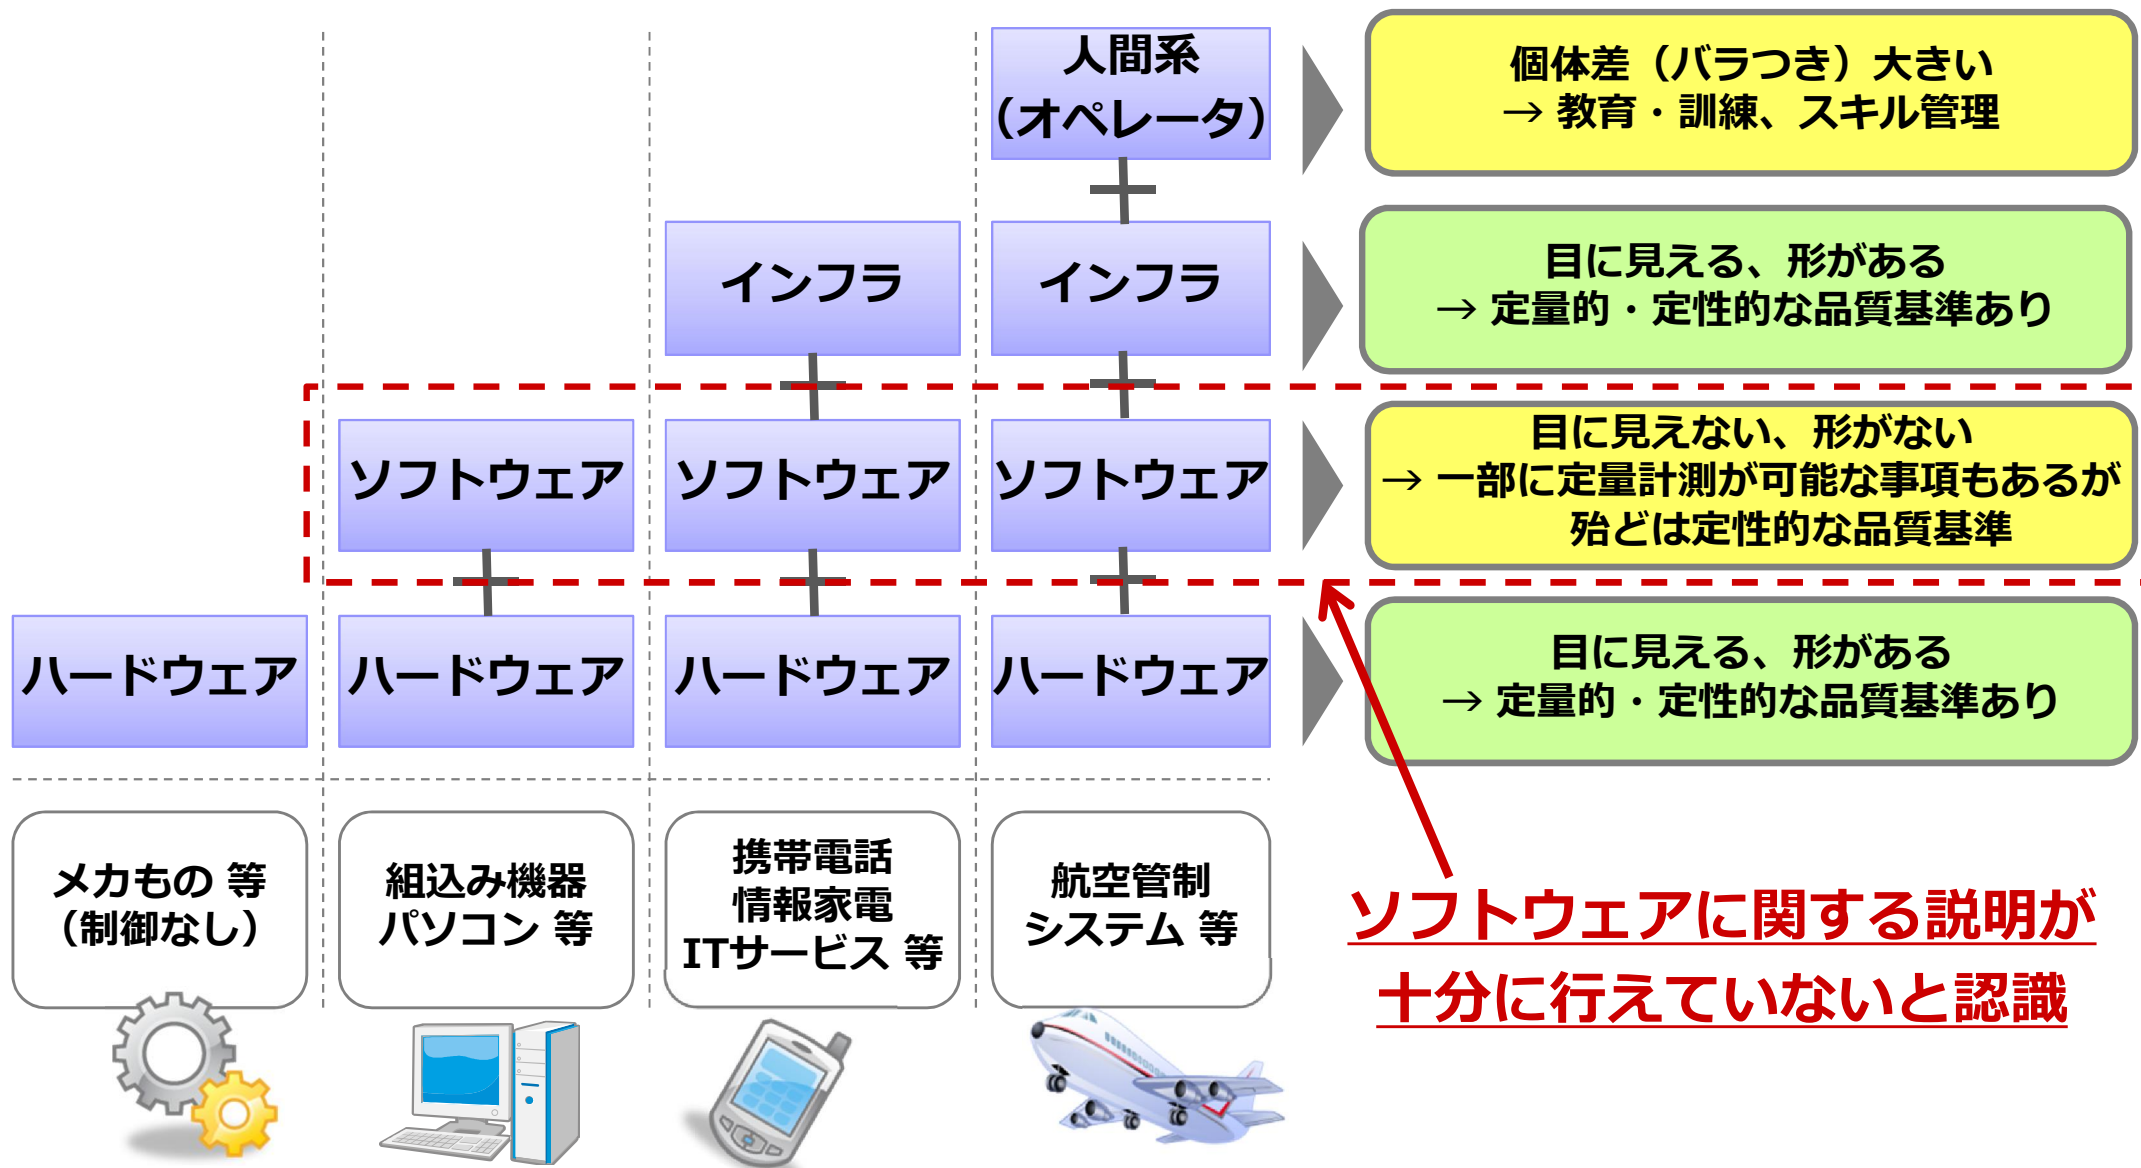 人間系
（オペレータ）
個体差（バラつき）大きい
→ 教育・訓練、スキル管理
インフラ
インフラ
目に見える、形がある
→ 定量的・定性的な品質基準あり
ソフトウェア
ソフトウェア
ソフトウェア
目に見えない、形がない
→ 一部に定量計測が可能な事項もあるが
殆どは定性的な品質基準
ハードウェア
ハードウェア
ハードウェア
ハードウェア
目に見える、形がある
→ 定量的・定性的な品質基準あり
メカもの 等
（制御なし）
組込み機器
パソコン 等
携帯電話
情報家電
ITサービス 等
航空管制
システム 等
ソフトウェアに関する説明が
十分に行えていないと認識